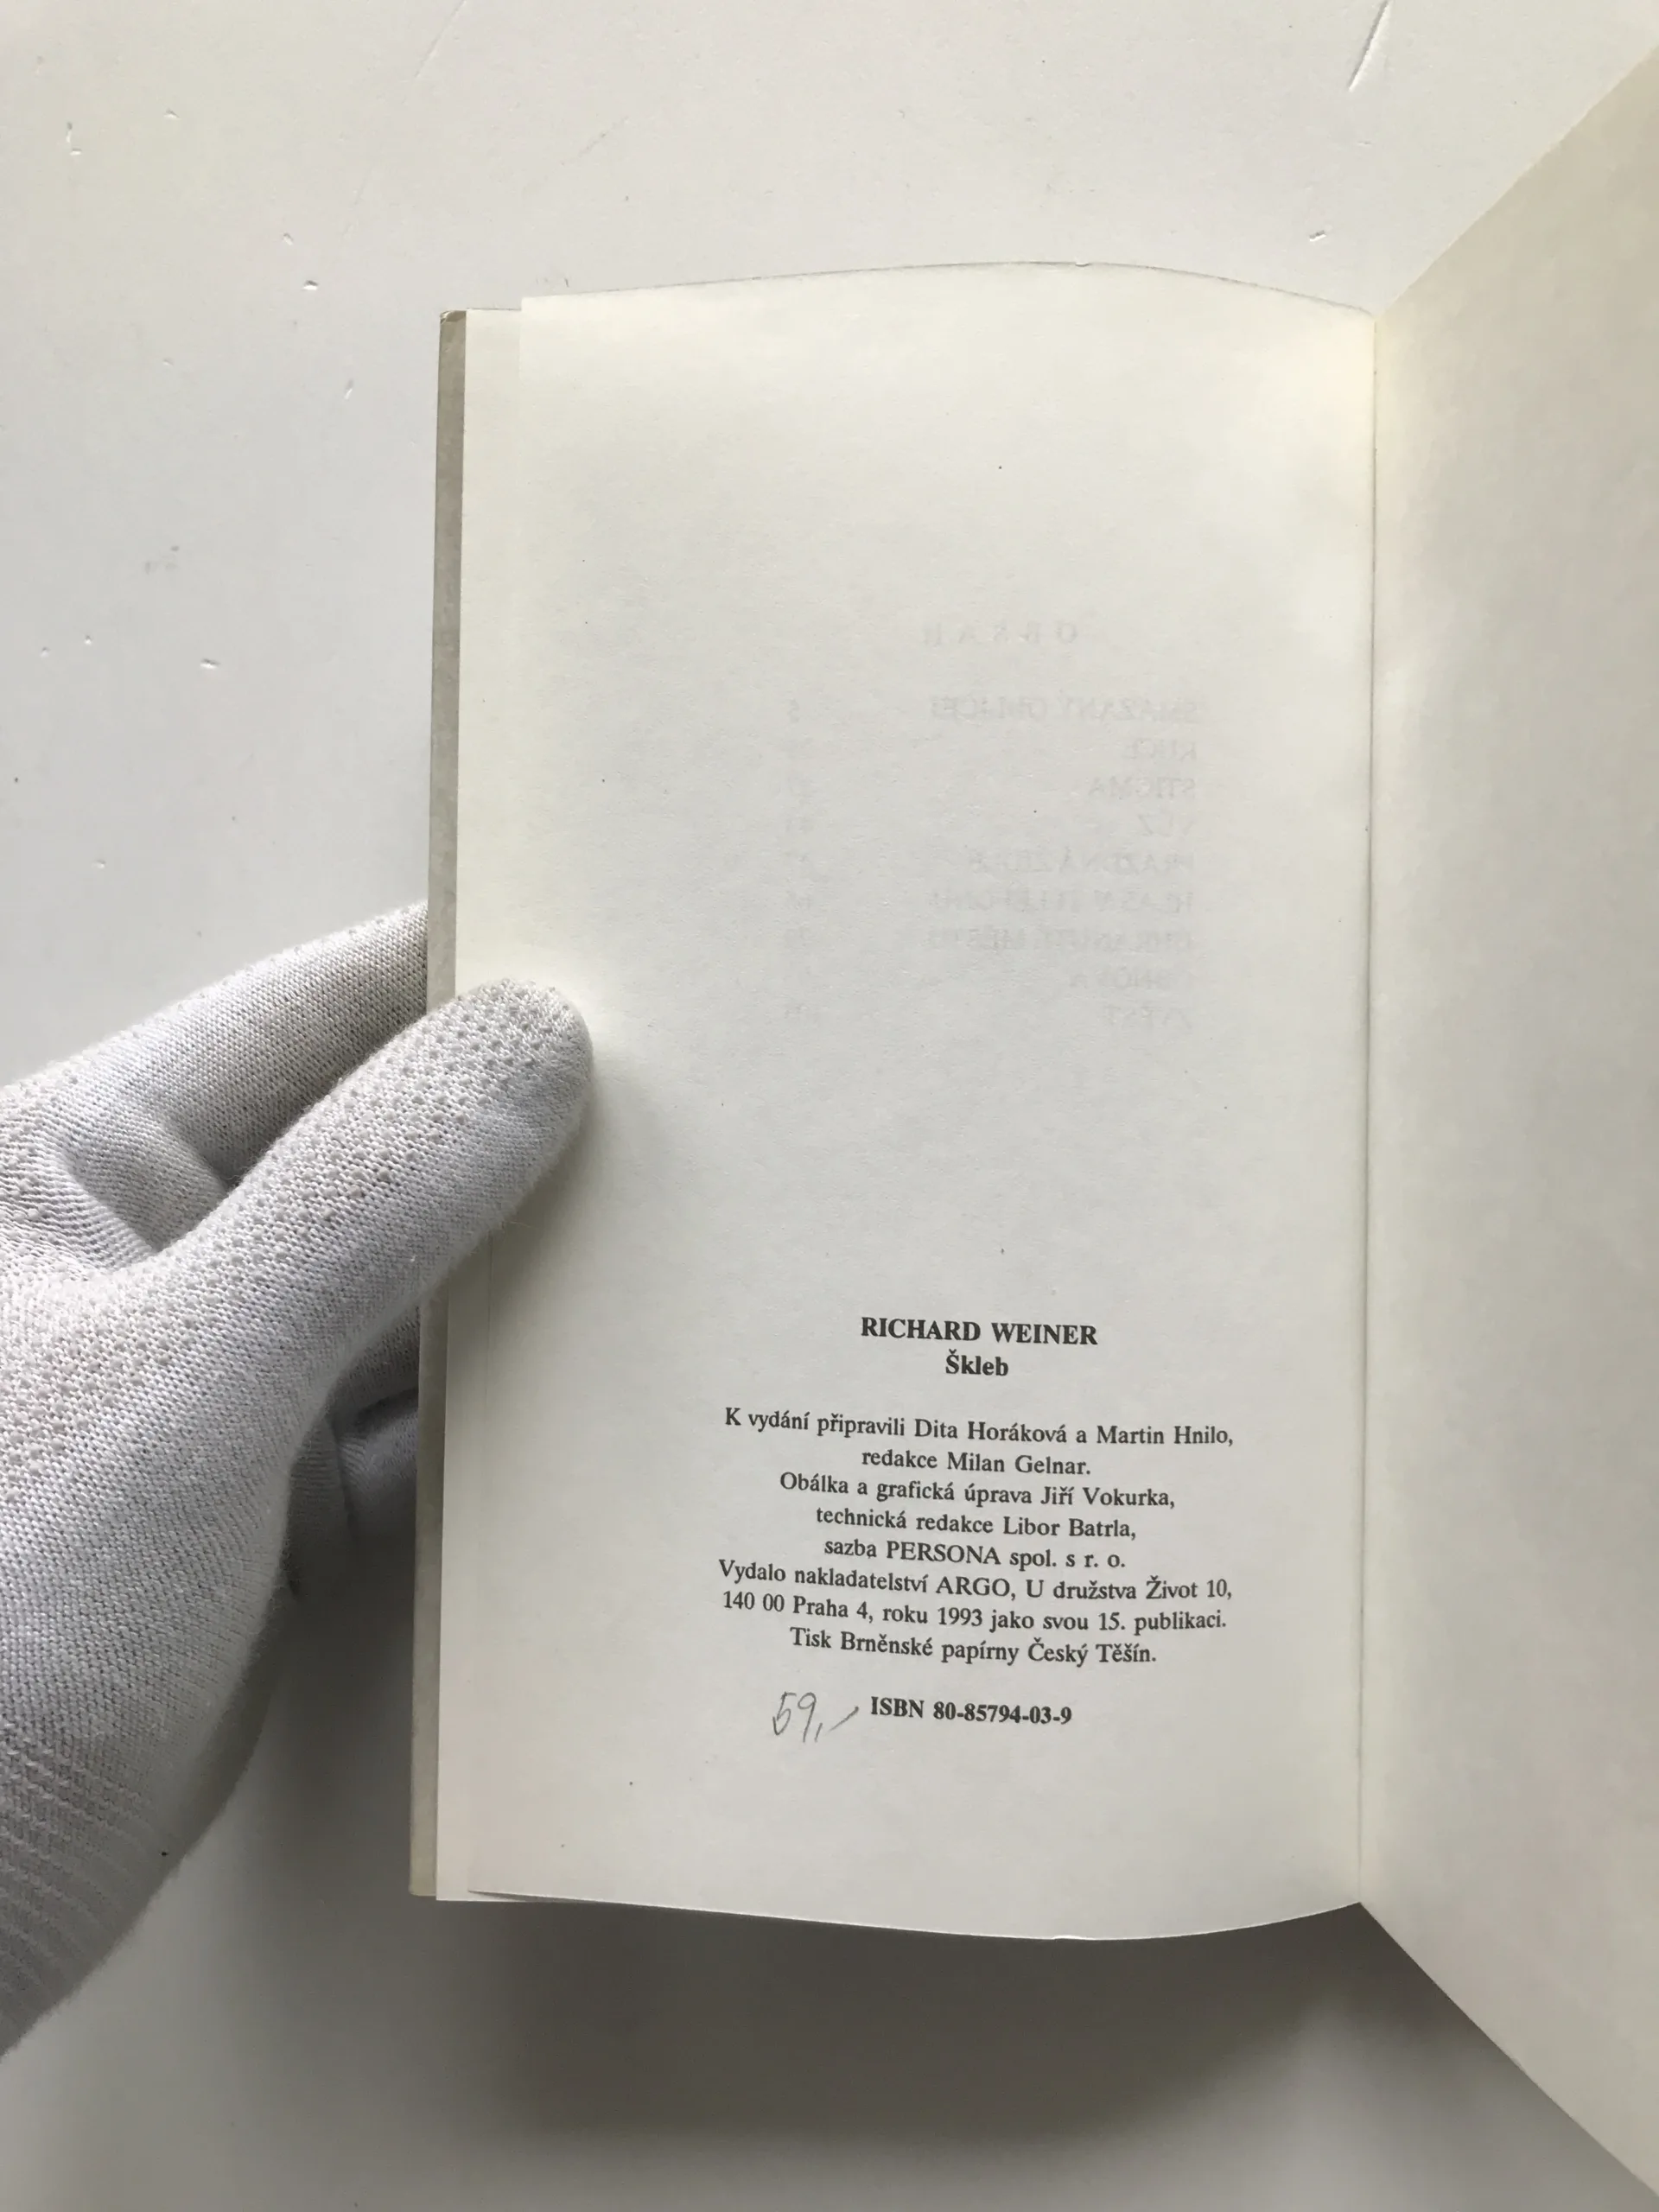 RICHARD WEINER
Škleb
K vydání připravili Dita Horáková a Martin Hnilo,
redakce Milan Gelnar.
Obálka a grafická úprava Jiří Vokurka,
technická redakce Libor Batrla,
sazba PERSONA spol. s r. o.
Vydalo nakladatelství ARGO, U družstva Život 10,
140 00 Praha 4, roku 1993 jako svou 15. publikaci.
Tisk Brněnské papírny Český Těšín.
59,- ISBN 80-85794-03-9